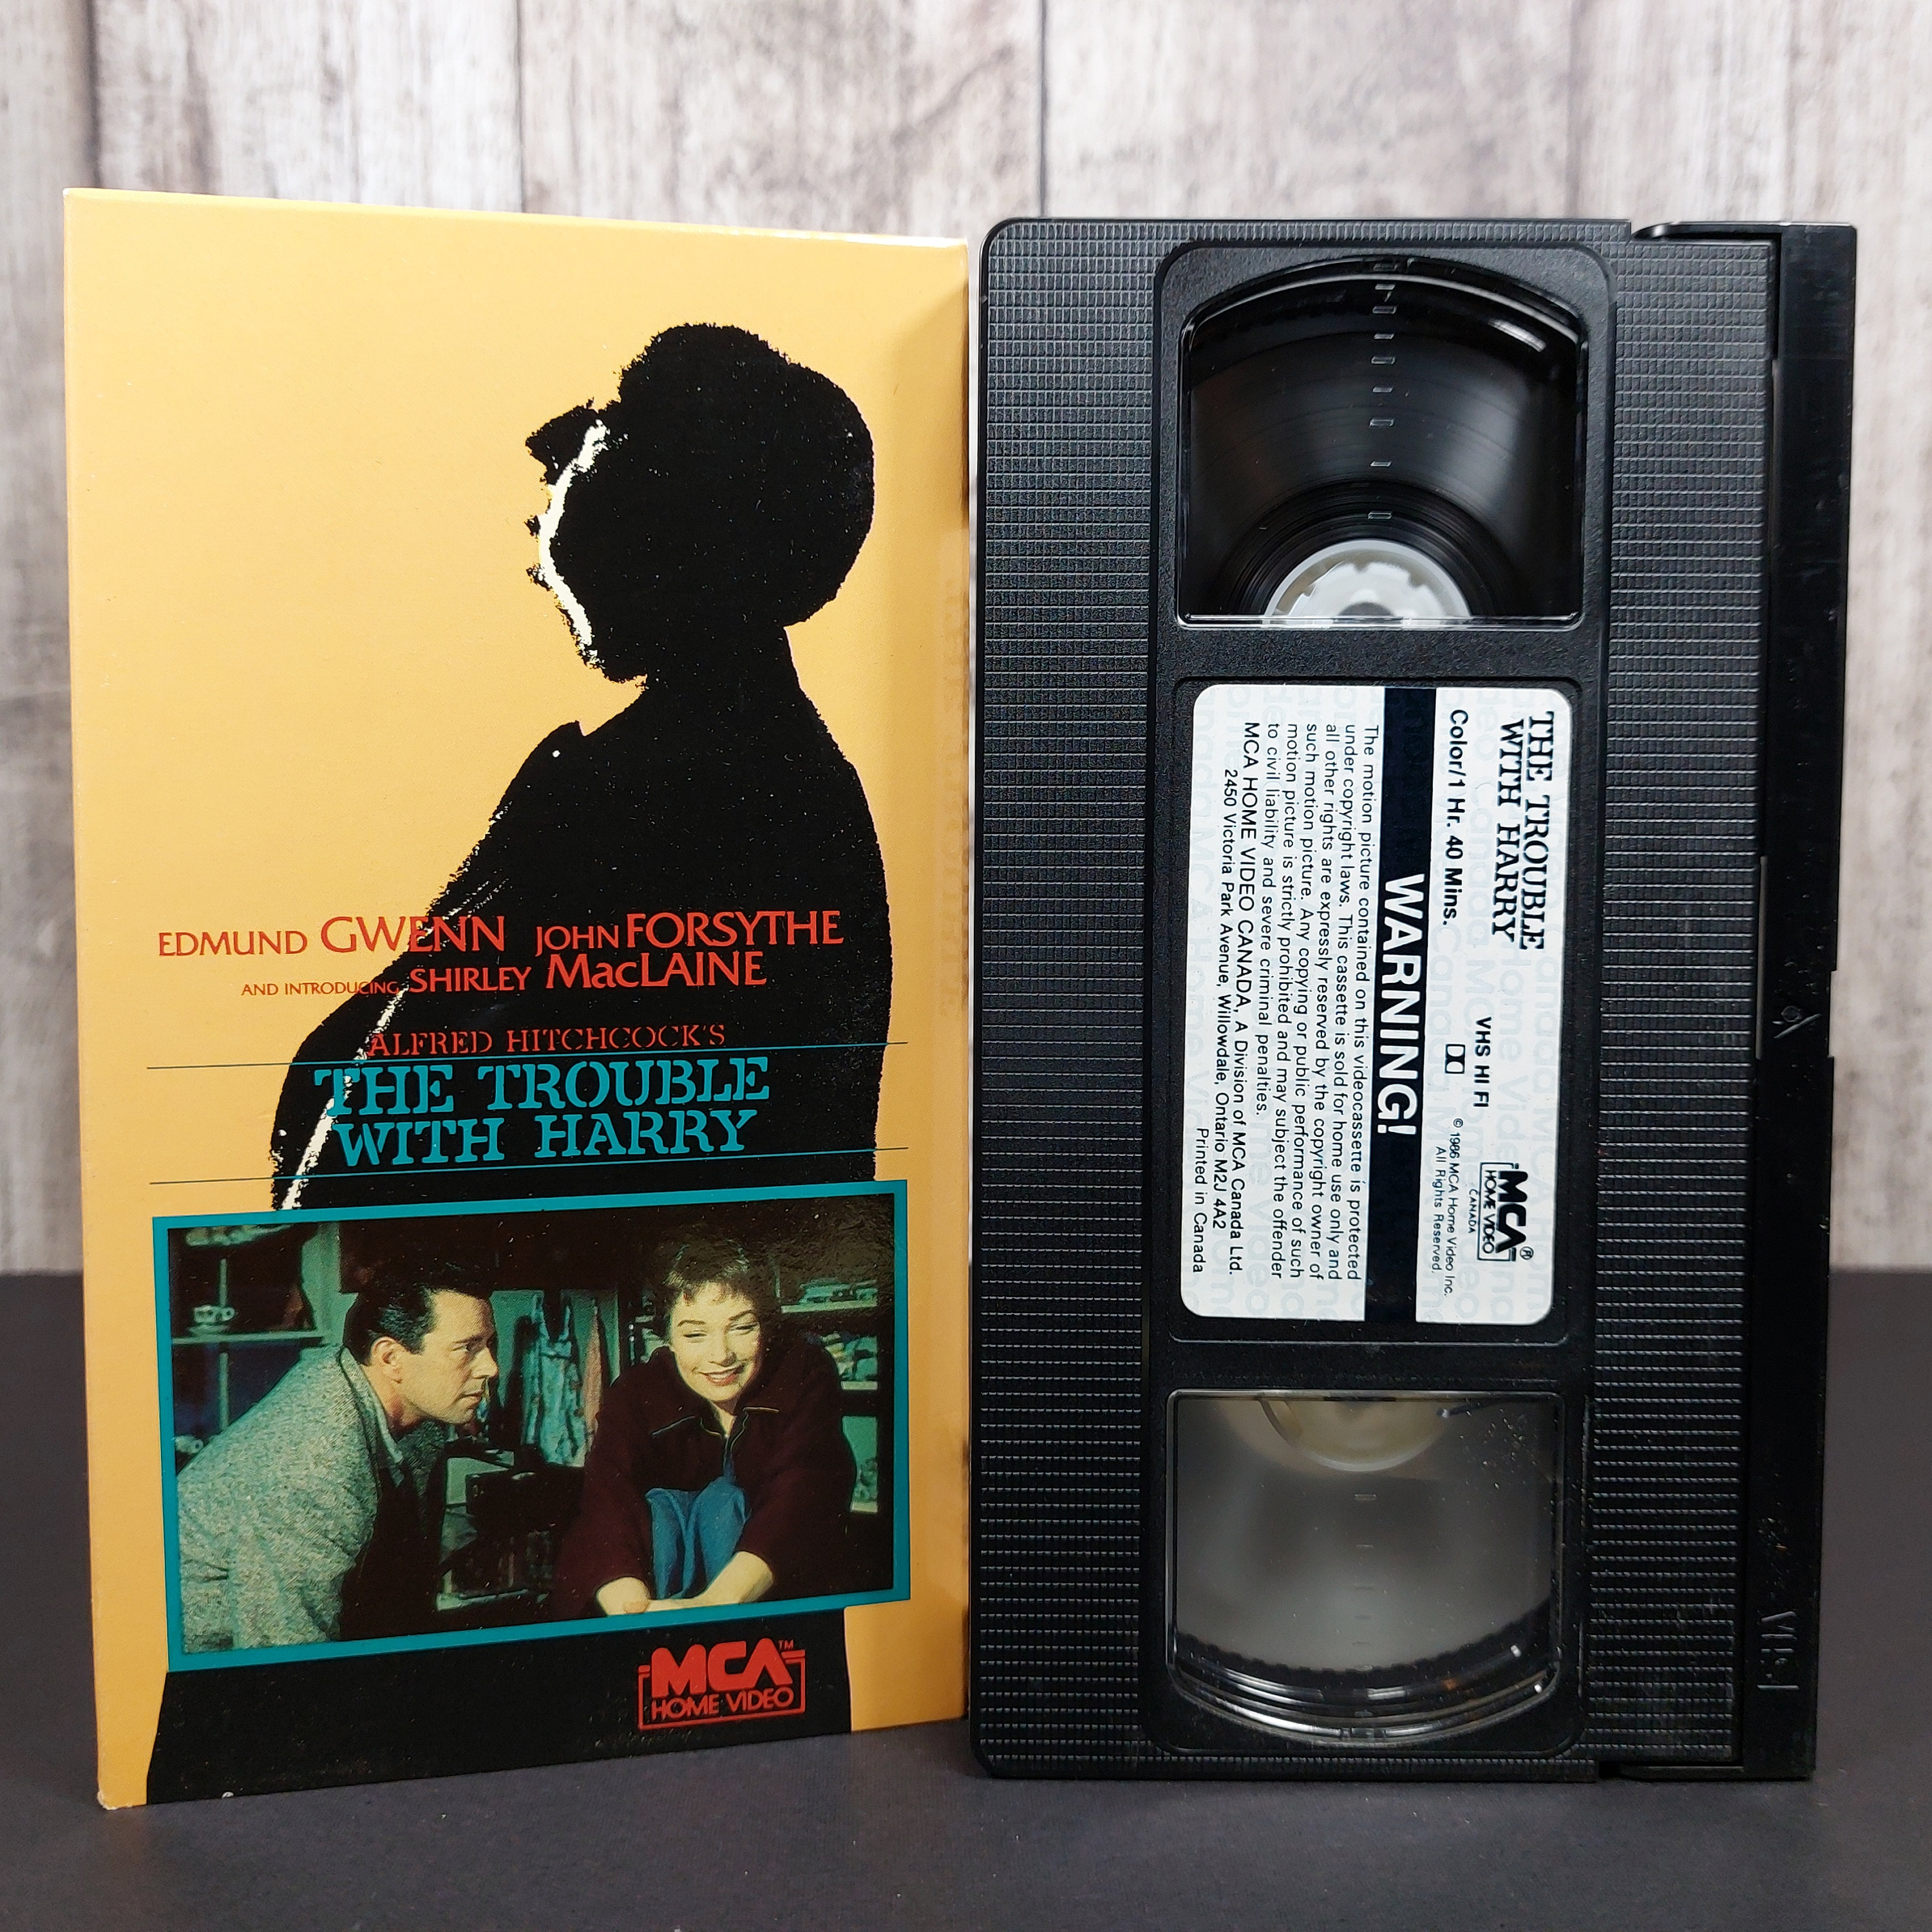 EDMUND GWENN JOHN FORSYTHE
AND INTRODUCING SHIRLEY MacLAINE
ALFRED HITCHCOCK'S
THE TROUBLE
WITH HARRY
MCA™
HOME VIDEO
THE TROUBLE
WITH HARRY
Color/1 Hr. 40 Mins.
VHS HI FI
MCA®
HOME VIDEO
CANADA
© 1986 MCA Home Video Inc.
All Rights Reserved.
WARNING!
The motion picture contained on this videocassette is protected
under copyright laws. This cassette is sold for home use only and
all other rights are expressly reserved by the copyright owner of
such motion picture. Any copying or public performance of such
motion picture is strictly prohibited and may subject the offender
to civil liability and severe criminal penalties.
MCA HOME VIDEO CANADA, A Division of MCA Canada Ltd.
2450 Victoria Park Avenue, Willowdale, Ontario M2J 4A2
Printed in Canada
VHS